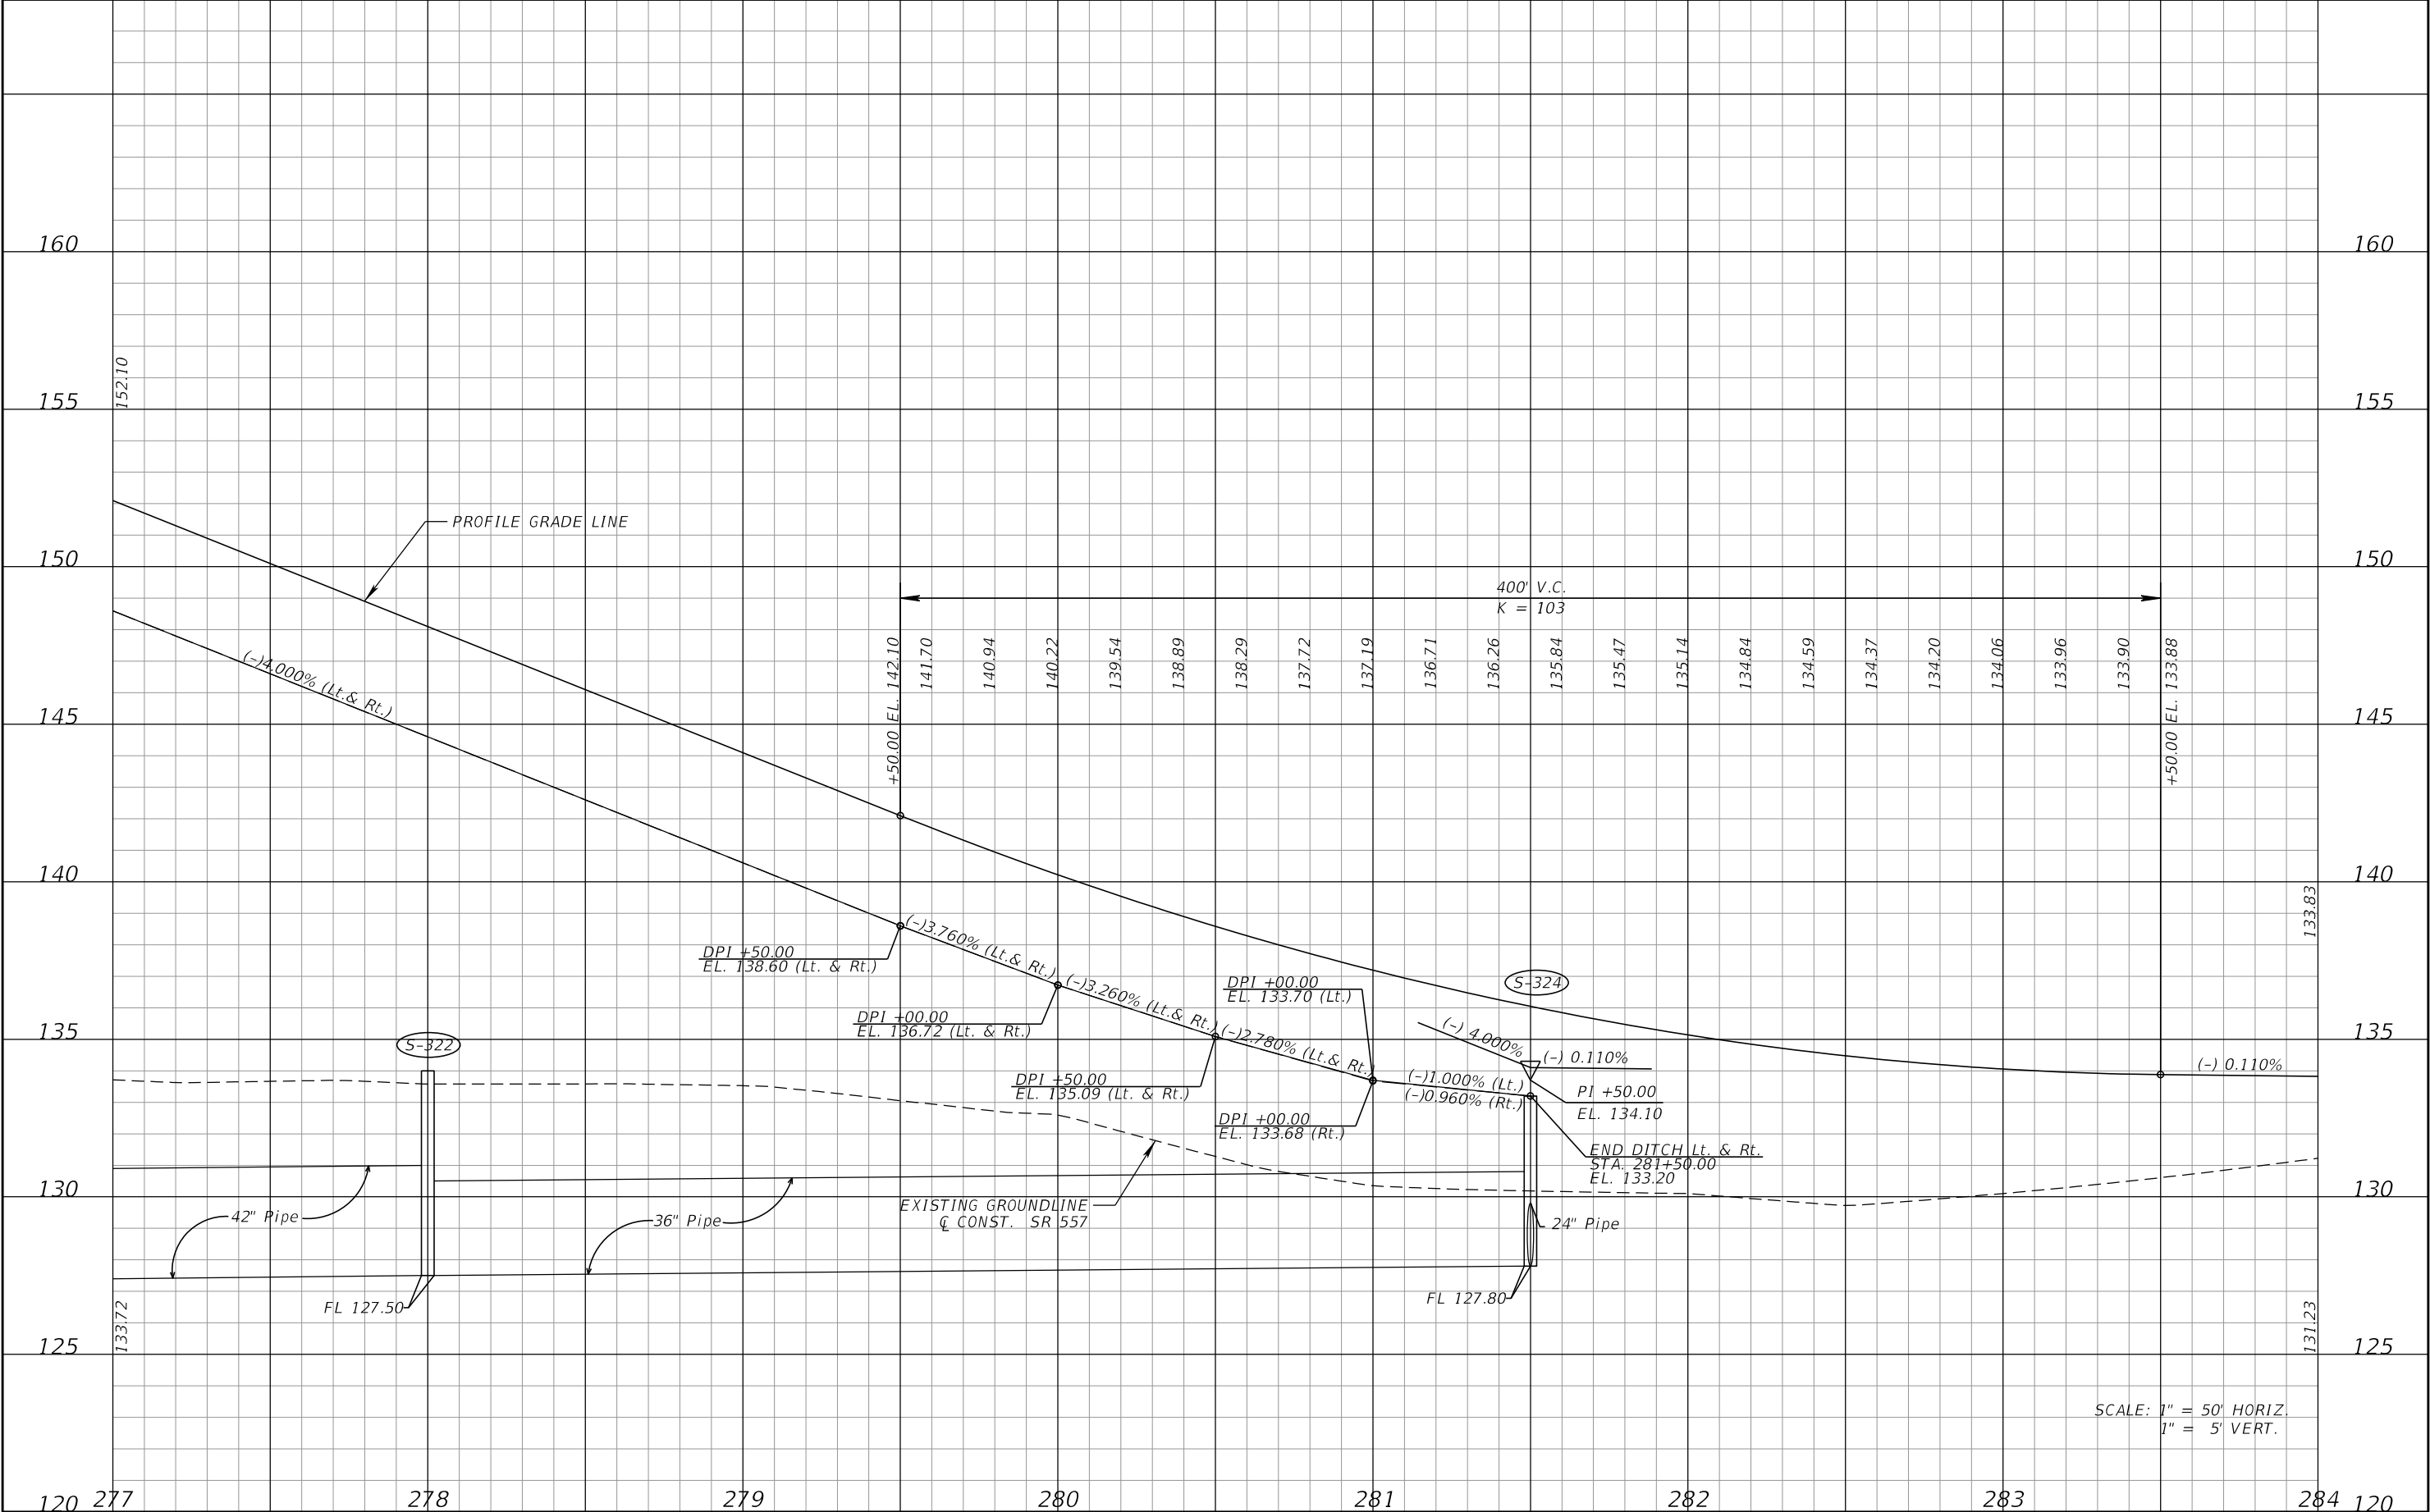 160
160
152.10
155
155
PROFILE GRADE LINE
150
150
400' V.C.
K = 103
+50.00 EL. 142.10
141.70
140.94
140.22
139.54
138.89
138.29
137.72
137.19
136.71
136.26
135.84
135.47
135.14
134.84
134.59
134.37
134.20
134.06
133.96
133.90
+50.00 EL. 133.88
(-)4.000% (Lt.& Rt.)
145
145
140
140
133.83
(-)3.760% (Lt.& Rt.)
DPI +50.00
EL. 138.60 (Lt. & Rt.)
(-)3.260% (Lt.& Rt.)
DPI +00.00
EL. 133.70 (Lt.)
S-324
DPI +00.00
EL. 136.72 (Lt. & Rt.)
(-)2.780% (Lt.& Rt.)
(-) 4.000%
135
135
S-322
(-) 0.110%
(-) 0.110%
DPI +50.00
EL. 135.09 (Lt. & Rt.)
(-)1.000% (Lt.)
(-)0.960% (Rt.)
PI +50.00
EL. 134.10
DPI +00.00
EL. 133.68 (Rt.)
END DITCH Lt. & Rt.
STA. 281+50.00
EL. 133.20
130
130
42" Pipe
36" Pipe
EXISTING GROUNDLINE
℄ CONST. SR 557
24" Pipe
FL 127.50
FL 127.80
133.72
131.23
125
125
SCALE: 1" = 50' HORIZ.
1" = 5' VERT.
120
277
278
279
280
281
282
283
284
120